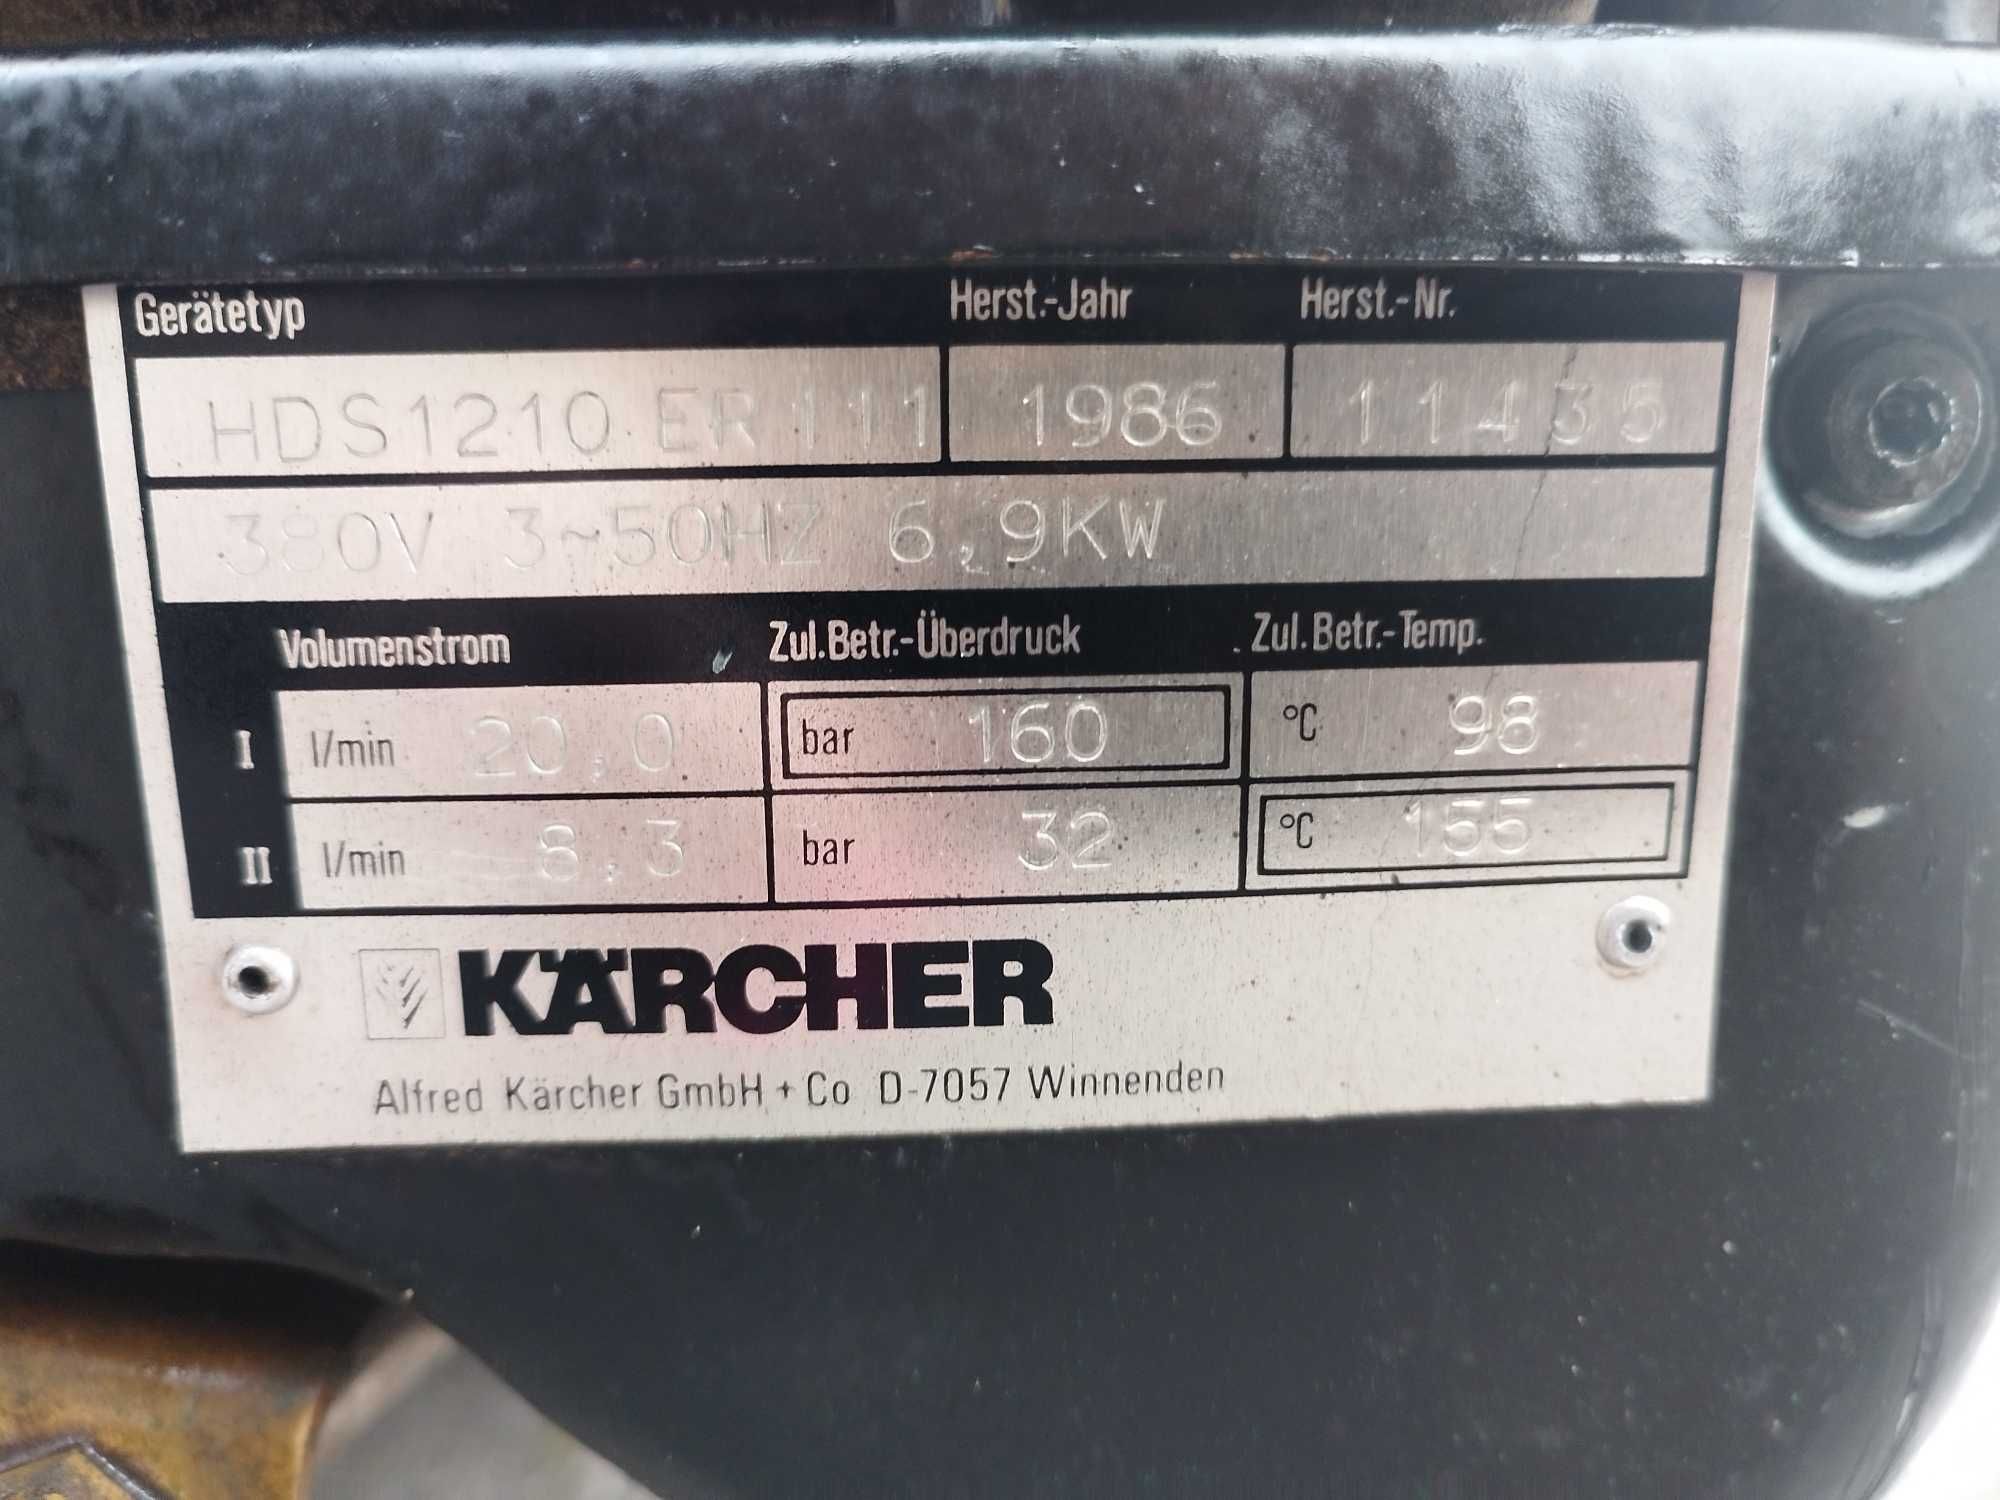 Gerätetyp Herst.-Jahr Herst.-Nr.
HDS1210 ER 111 1986 11435
380V 3~50HZ 6,9KW
Volumenstrom Zul.Betr.-Überdruck Zul.Betr.-Temp.
I l/min 20,0 bar 160 °C 98
II l/min 8,3 bar 32 °C 155
KÄRCHER
Alfred Kärcher GmbH + Co D-7057 Winnenden